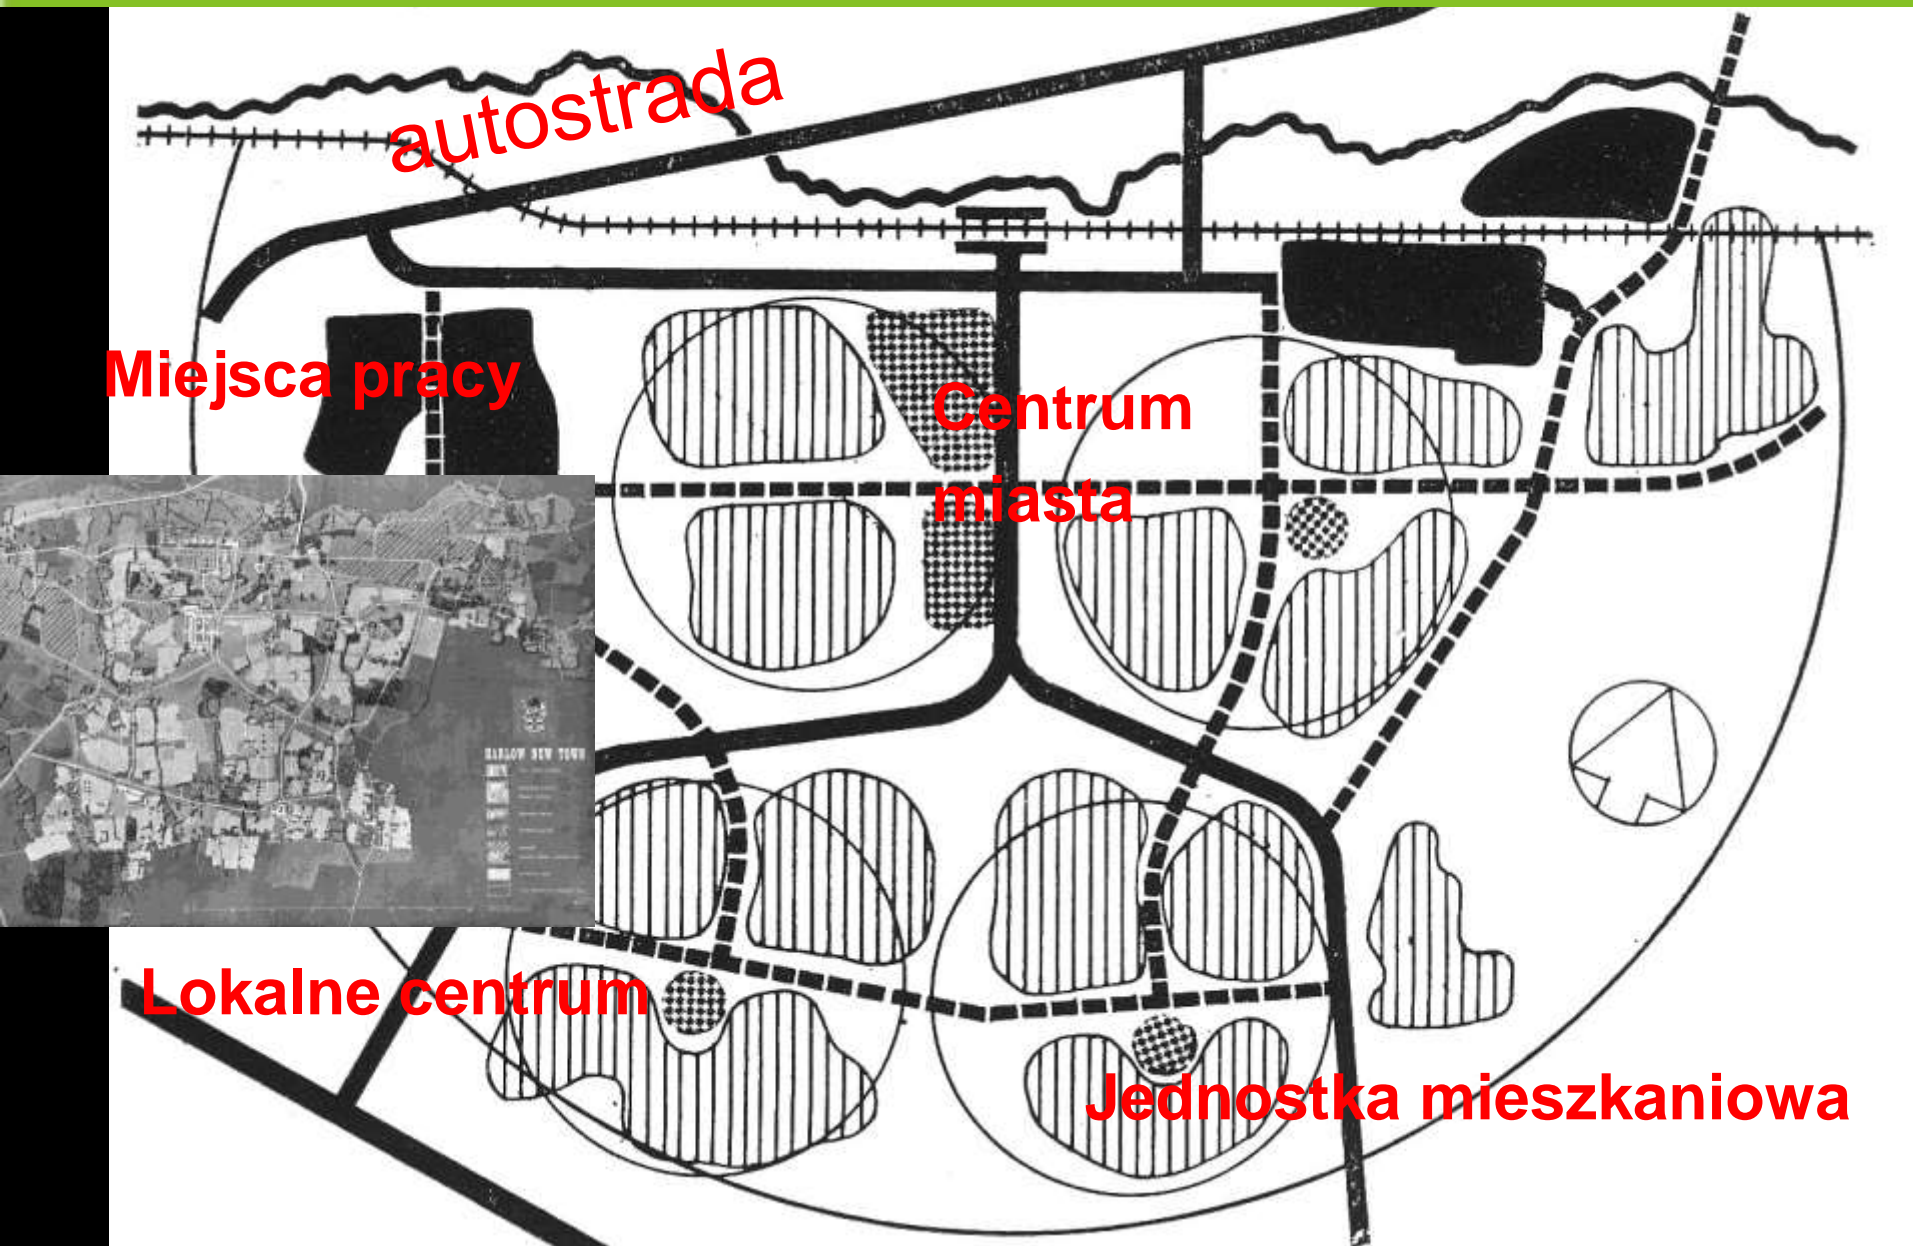 autostrada
Miejsca pracy
Centrum
miasta
HARLOW NEW TOWN
Lokalne centrum
Jednostka mieszkaniowa